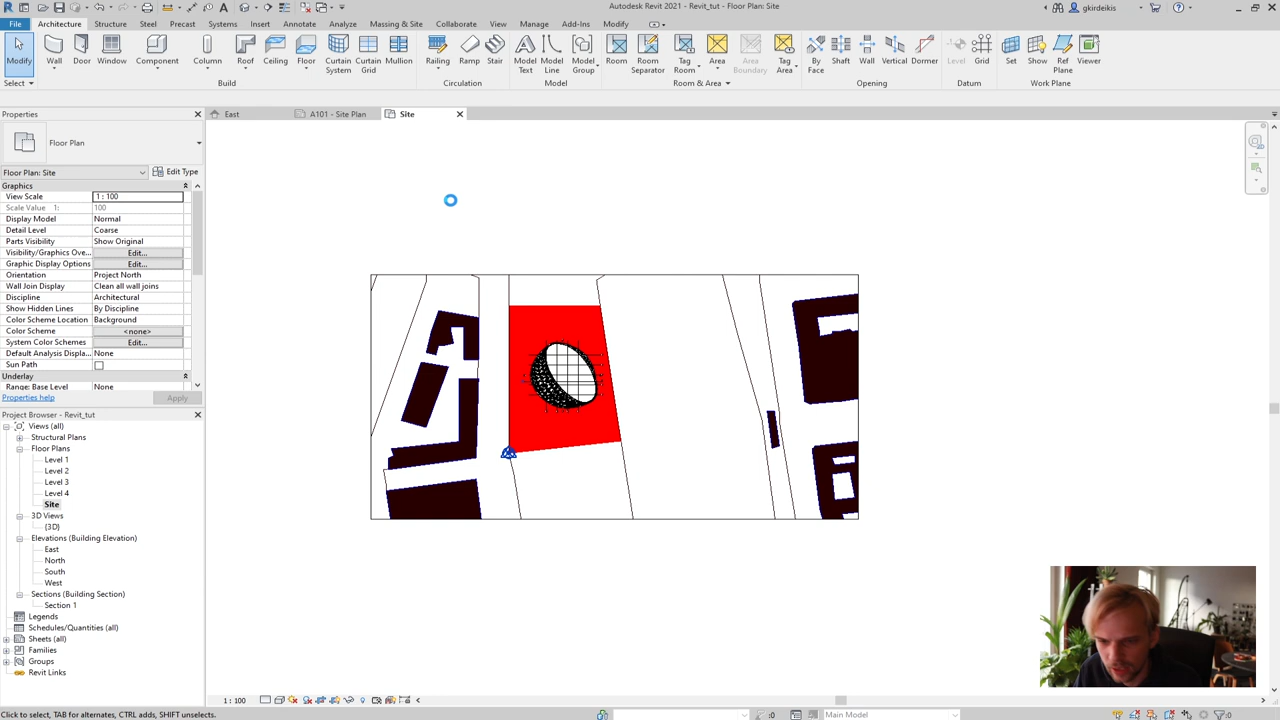 Autodesk Revit 2021 - Revit_tut - Floor Plan: Site
gkirdeikis
File Architecture Structure Steel Precast Systems Insert Annotate Analyze Massing & Site Collaborate View Manage Add-Ins Modify
Modify Wall Door Window Component Column Roof Ceiling Floor Curtain System Curtain Grid Mullion Railing Ramp Stair Model Text Model Line Model Group Room Room Separator Tag Room Area Area Boundary Tag Area By Face Shaft Wall Vertical Dormer Level Grid Set Show Ref Plane Viewer
Select Build Circulation Model Room & Area Opening Datum Work Plane
Properties East A101 - Site Plan Site
Floor Plan
Floor Plan: Site Edit Type
Graphics
View Scale 1 : 100
Scale Value 1: 100
Display Model Normal
Detail Level Coarse
Parts Visibility Show Original
Visibility/Graphics Ove... Edit...
Graphic Display Options Edit...
Orientation Project North
Wall Join Display Clean all wall joins
Discipline Architectural
Show Hidden Lines By Discipline
Color Scheme Location Background
Color Scheme <none>
System Color Schemes Edit...
Default Analysis Displa... None
Sun Path
Underlay
Range: Base Level None
Properties help Apply
Project Browser - Revit_tut
Views (all)
Structural Plans
Floor Plans
Level 1
Level 2
Level 3
Level 4
Site
3D Views
{3D}
Elevations (Building Elevation)
East
North
South
West
Sections (Building Section)
Section 1
Legends
Schedules/Quantities (all)
Sheets (all)
Families
Groups
Revit Links
1 : 100
Click to select, TAB for alternates, CTRL adds, SHIFT unselects. :0 Main Model :0